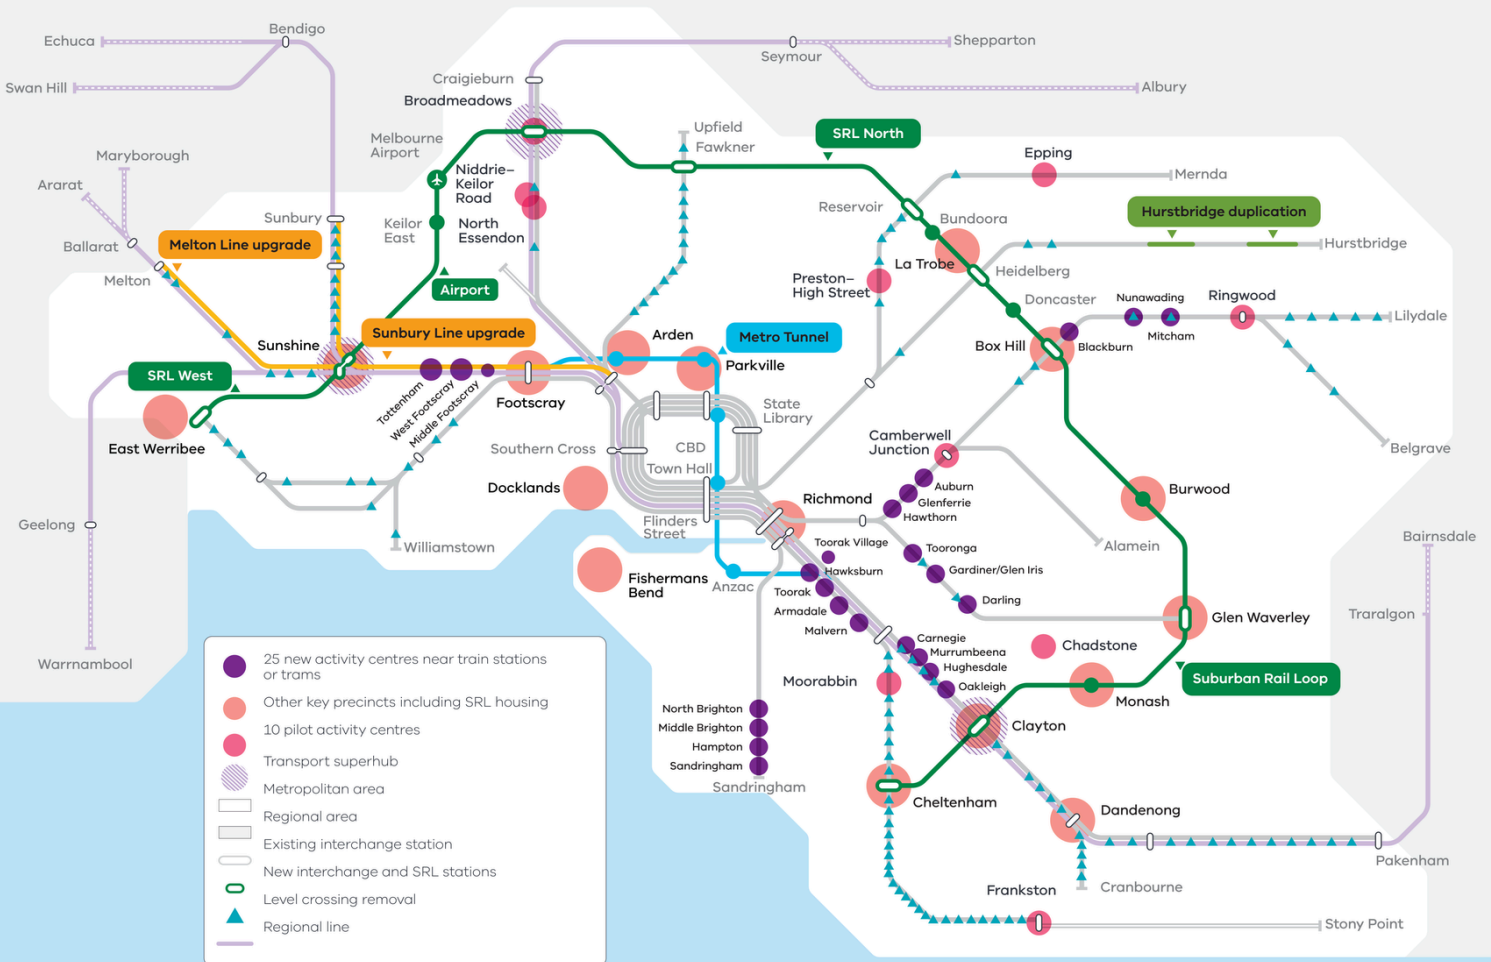 Echuca
Bendigo
Swan Hill
Craigieburn
Broadmeadows
Seymour
Shepparton
Albury
Maryborough
Ararat
Ballarat
Melton
Sunbury
Melton Line upgrade
Melbourne
Airport
Niddrie–
Keilor
Road
Keilor
East
North
Essendon
Airport
Upfield
Fawkner
SRL North
Epping
Mernda
Reservoir
Bundoora
La Trobe
Hurstbridge duplication
Hurstbridge
Preston–
High Street
Heidelberg
Doncaster
Nunawading
Ringwood
Mitcham
Lilydale
Box Hill
Blackburn
Belgrave
Sunshine
Sunbury Line upgrade
SRL West
East Werribee
Tottenham
West Footscray
Middle Footscray
Footscray
Arden
Metro Tunnel
Parkville
State
Library
Southern Cross
CBD
Town Hall
Docklands
Flinders
Street
Richmond
Camberwell
Junction
Auburn
Glenferrie
Hawthorn
Burwood
Alamein
Geelong
Williamstown
Warrnambool
Fishermans
Bend
Anzac
Toorak Village
Hawksburn
Toorak
Armadale
Malvern
Tooronga
Gardiner/Glen Iris
Darling
Glen Waverley
Bairnsdale
Traralgon
Carnegie
Murrumbeena
Hughesdale
Oakleigh
Chadstone
Suburban Rail Loop
Moorabbin
Monash
Clayton
North Brighton
Middle Brighton
Hampton
Sandringham
Sandringham
Cheltenham
Dandenong
Pakenham
Cranbourne
Frankston
Stony Point
25 new activity centres near train stations
or trams
Other key precincts including SRL housing
10 pilot activity centres
Transport superhub
Metropolitan area
Regional area
Existing interchange station
New interchange and SRL stations
Level crossing removal
Regional line